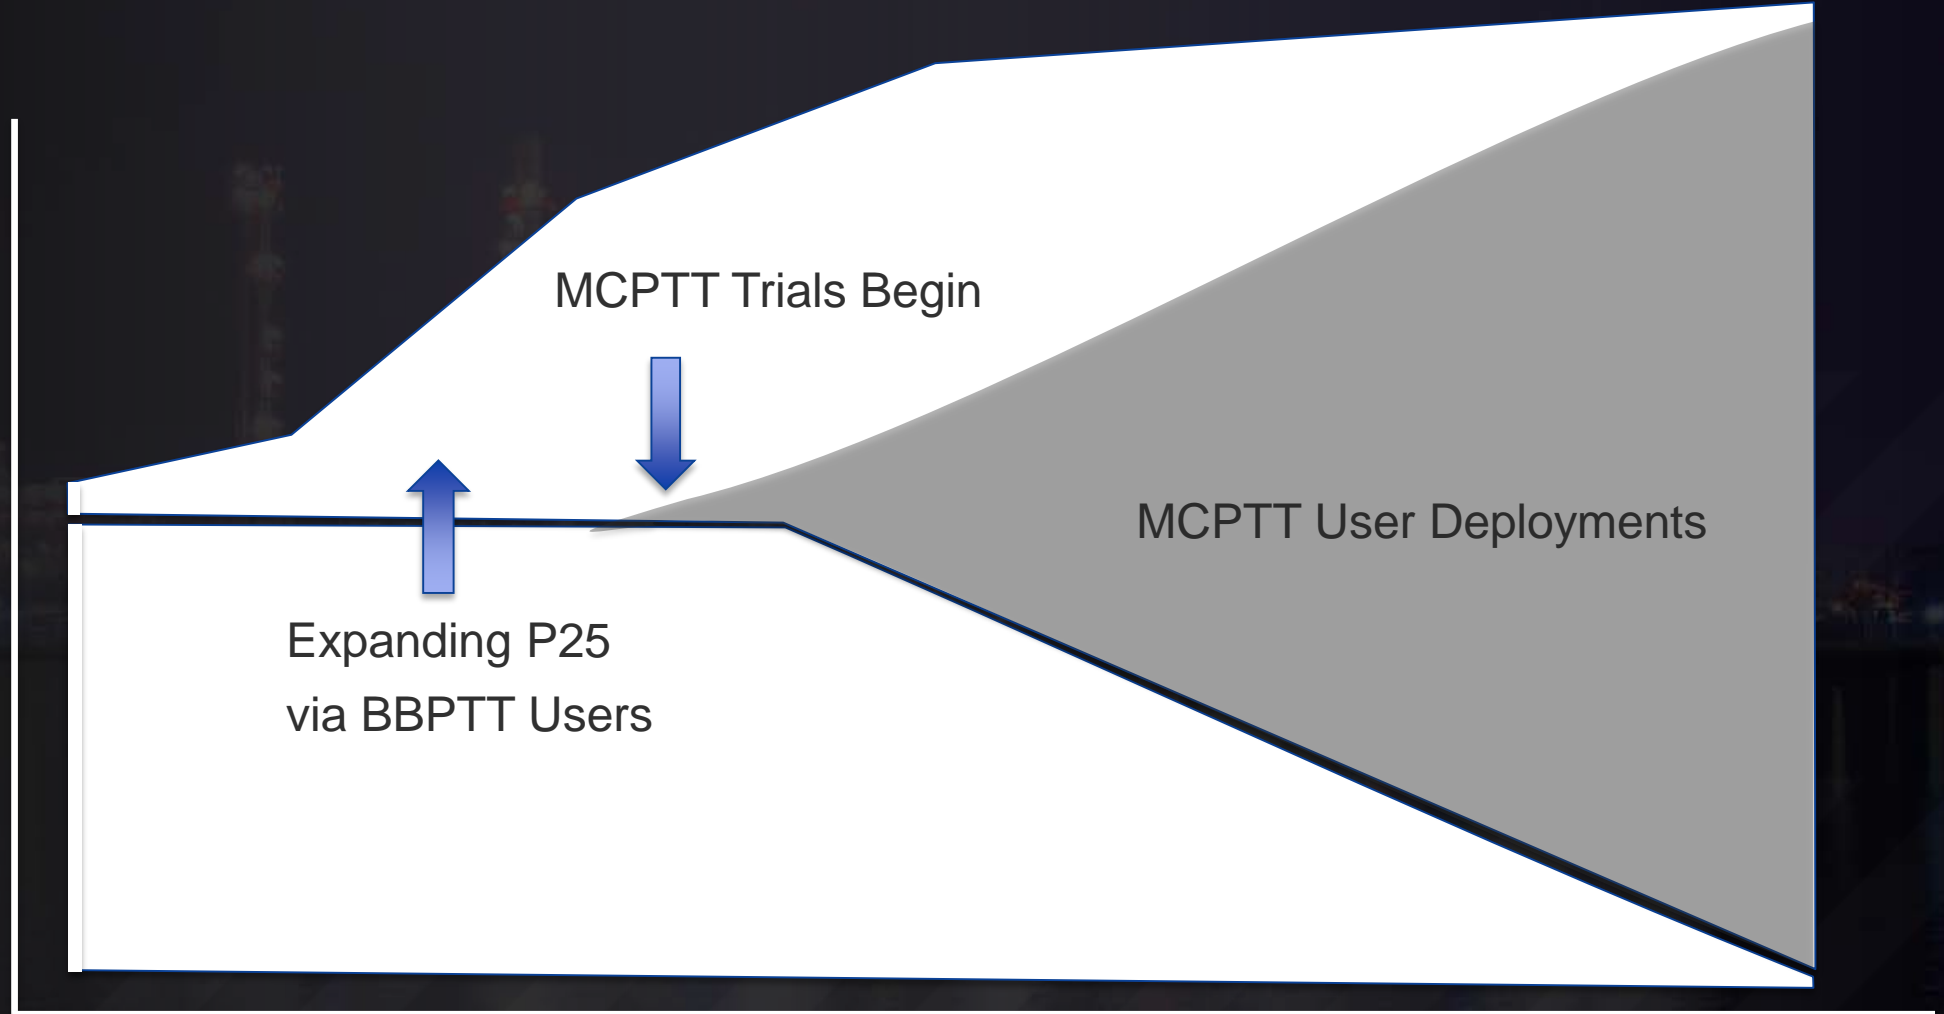 MCPTT Trials Begin
MCPTT User Deployments
Expanding P25
via BBPTT Users